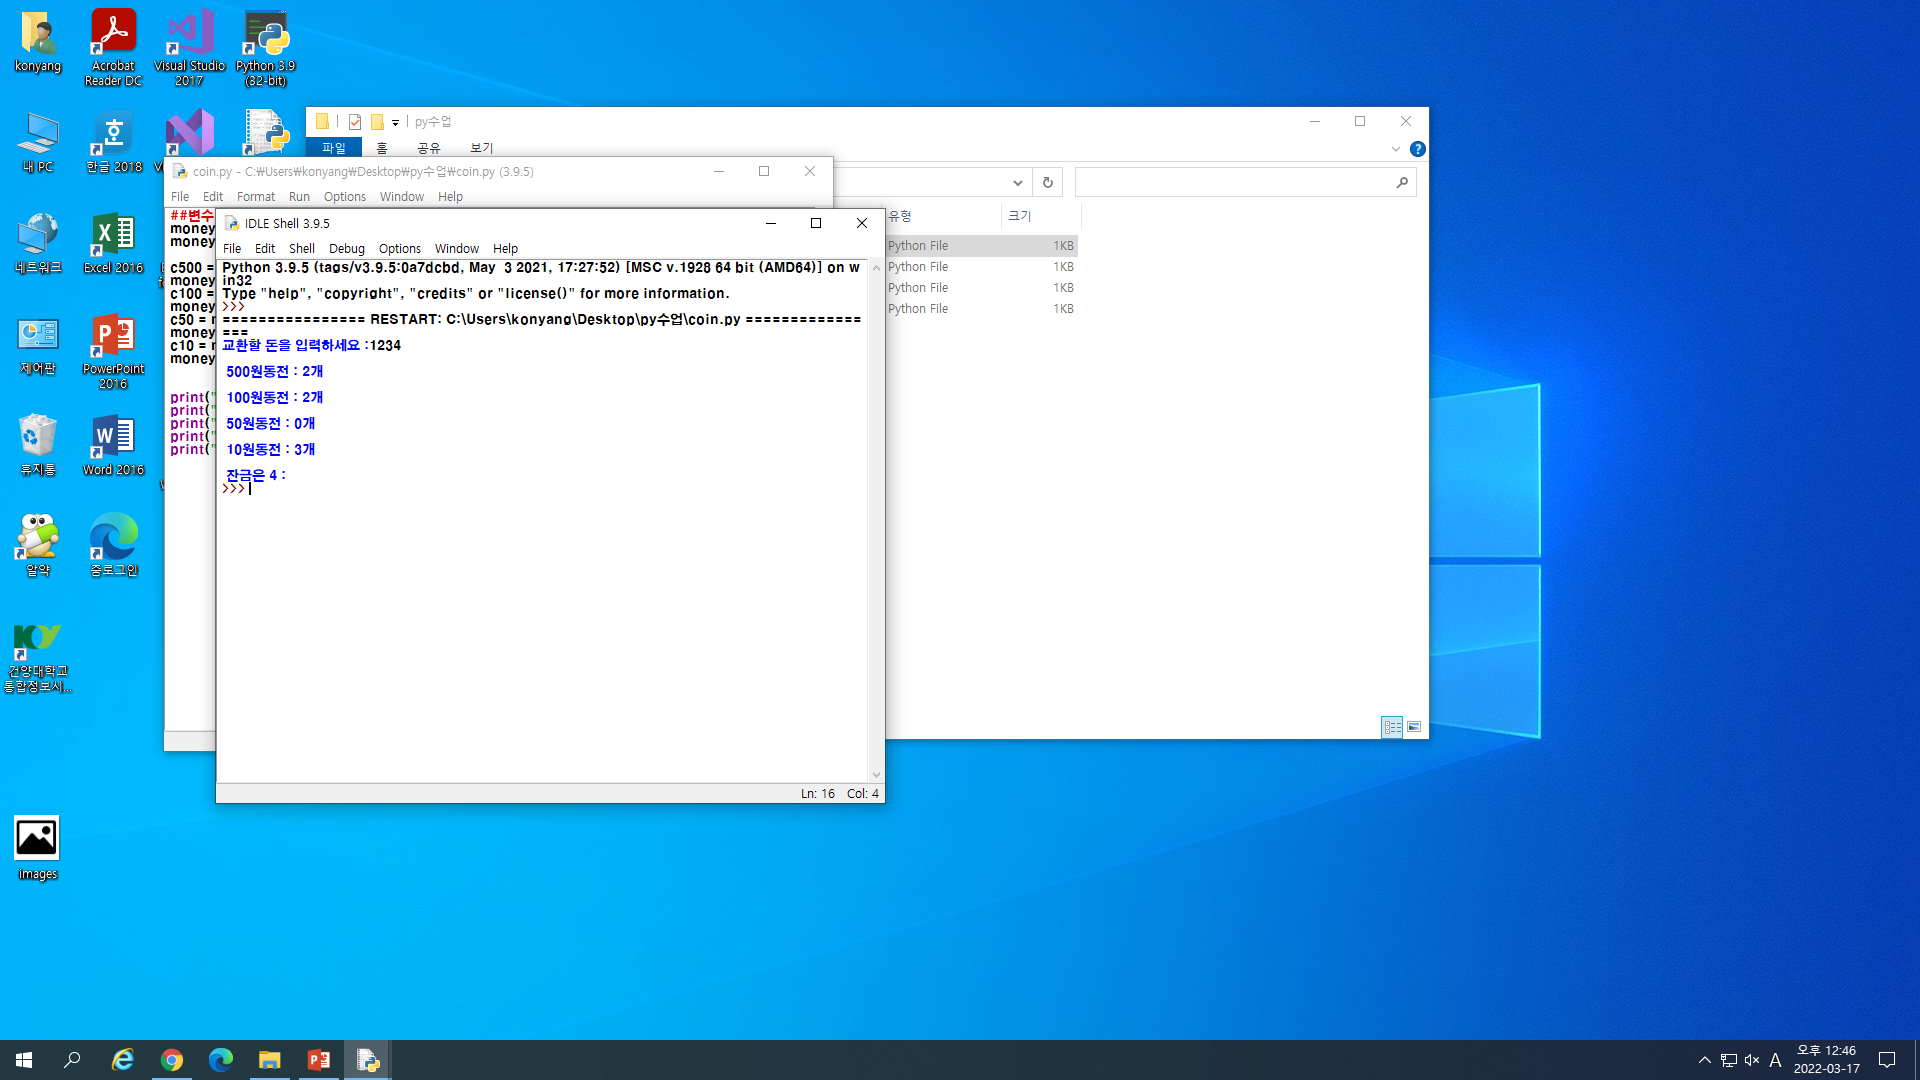 konyang
Acrobat Reader DC
Visual Studio 2017
Python 3.9 (32-bit)
내 PC
한글 2018
네트워크
Excel 2016
제어판
PowerPoint 2016
휴지통
Word 2016
알약
줌로그인
건양대학교 통합정보시...
images
py수업
파일 홈 공유 보기
유형 크기
Python File 1KB
Python File 1KB
Python File 1KB
Python File 1KB
coin.py - C:₩Users₩konyang₩Desktop₩py수업₩coin.py (3.9.5)
File Edit Format Run Options Window Help
##변수
money
money
c500 =
money
c100 =
money
c50 =
money
c10 =
money
print("
print("
print("
print("
print("
IDLE Shell 3.9.5
File Edit Shell Debug Options Window Help
Python 3.9.5 (tags/v3.9.5:0a7dcbd, May  3 2021, 17:27:52) [MSC v.1928 64 bit (AMD64)] on w
in32
Type "help", "copyright", "credits" or "license()" for more information.
>>>
================ RESTART: C:\Users\konyang\Desktop\py수업\coin.py =============
===
교환할 돈을 입력하세요 :1234
500원동전 : 2개
100원동전 : 2개
50원동전 : 0개
10원동전 : 3개
잔금은 4 :
>>>
Ln: 16 Col: 4
A
오후 12:46
2022-03-17